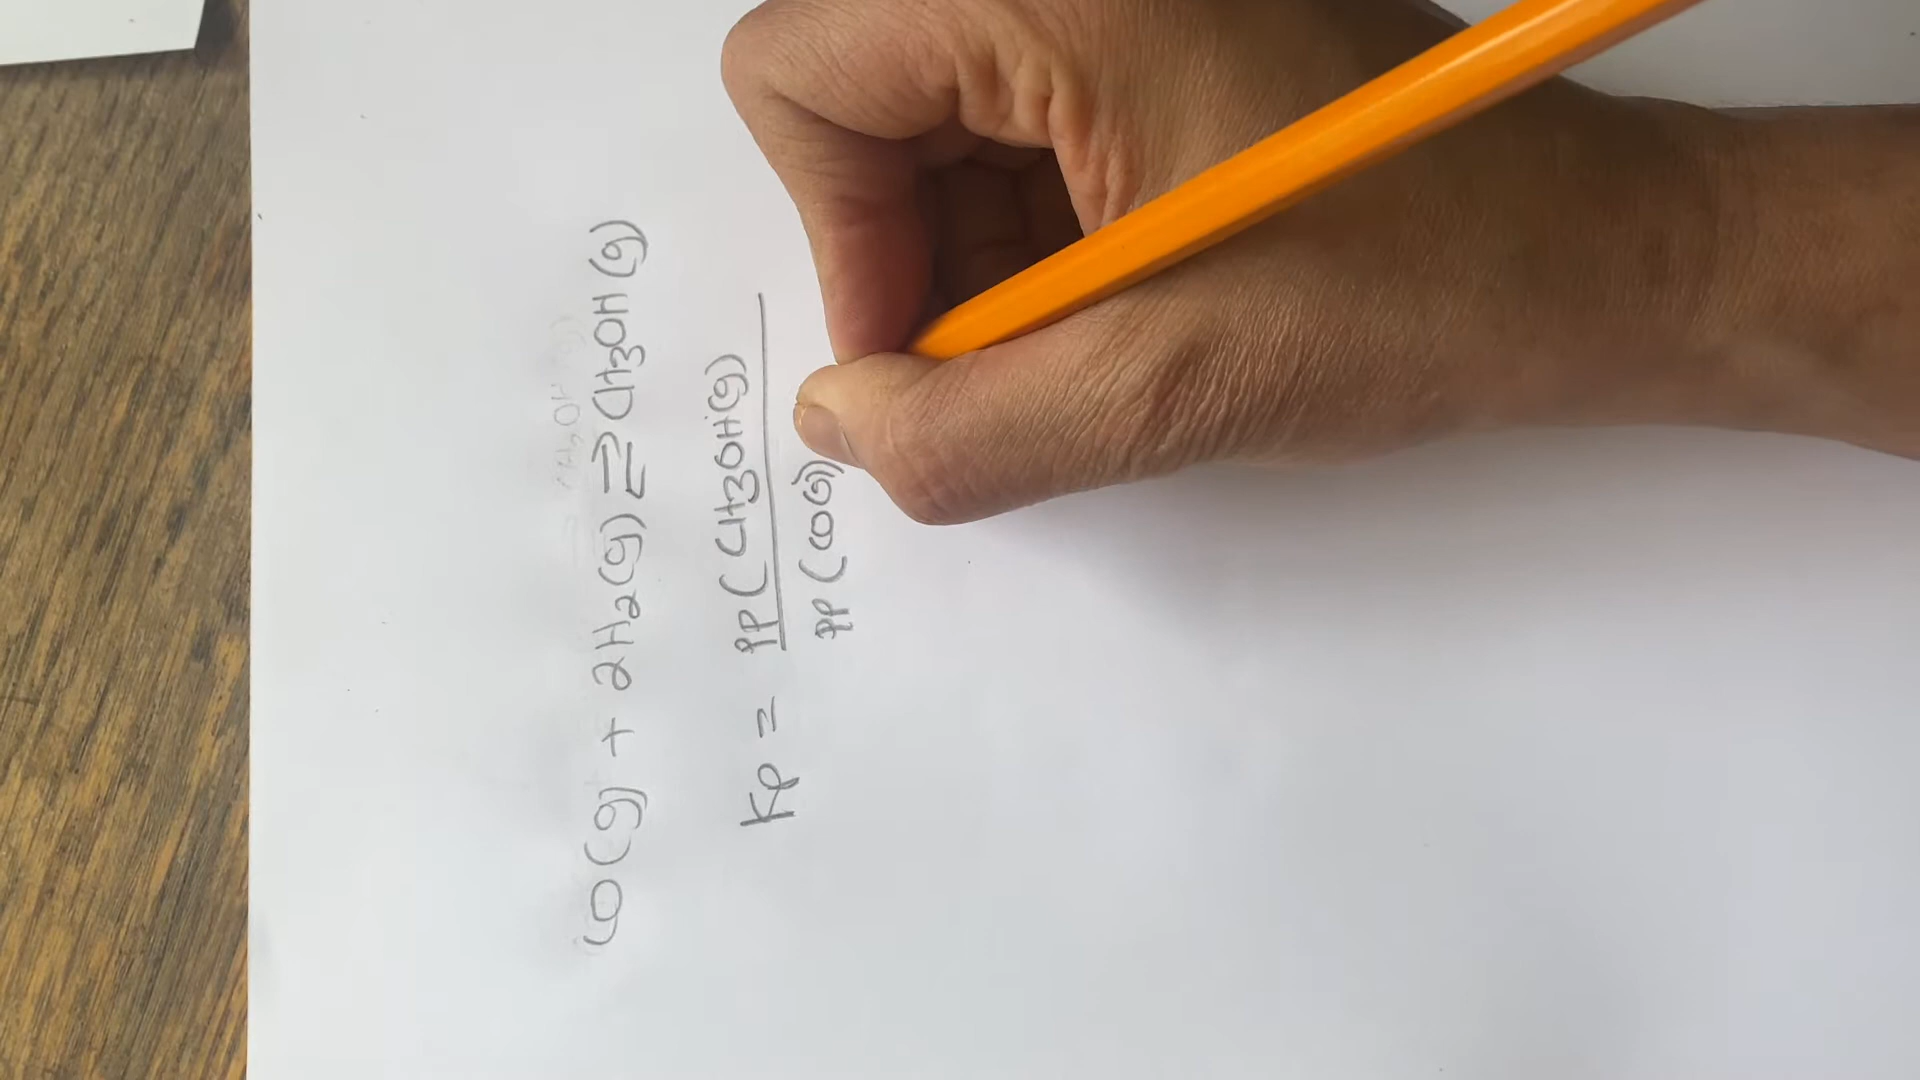 CO(g) + 2H₂(g) ⇌ CH₃OH(g)
Kp = PP(CH₃OH(g)
PP(CO(g))